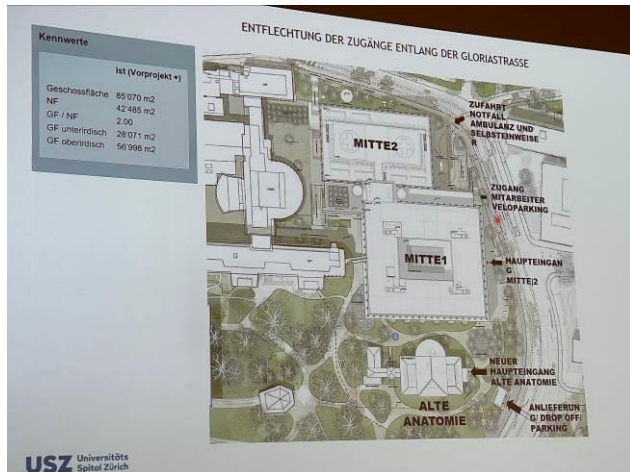 ENTFLECHTUNG DER ZUGÄNGE ENTLANG DER GLORIASTRASSE
Kennwerte
Ist (Vorprojekt +)
Geschossfläche 85'070 m2
NF 42'485 m2
GF / NF 2.00
GF unterirdisch 28'071 m2
GF oberirdisch 56'998 m2
MITTE2
ZUFAHRT
NOTFALL
AMBULANZ UND
SELBSTEINWEISE
R
ZUGANG
MITARBEITER
VELOPARKING
MITTE1
HAUPTEINGAN
G
MITTE|2
NEUER
HAUPTEINGANG
ALTE ANATOMIE
ALTE
ANATOMIE
ANLIEFERUN
G/ DROP OFF/
PARKING
USZ Universitäts
Spital Zürich